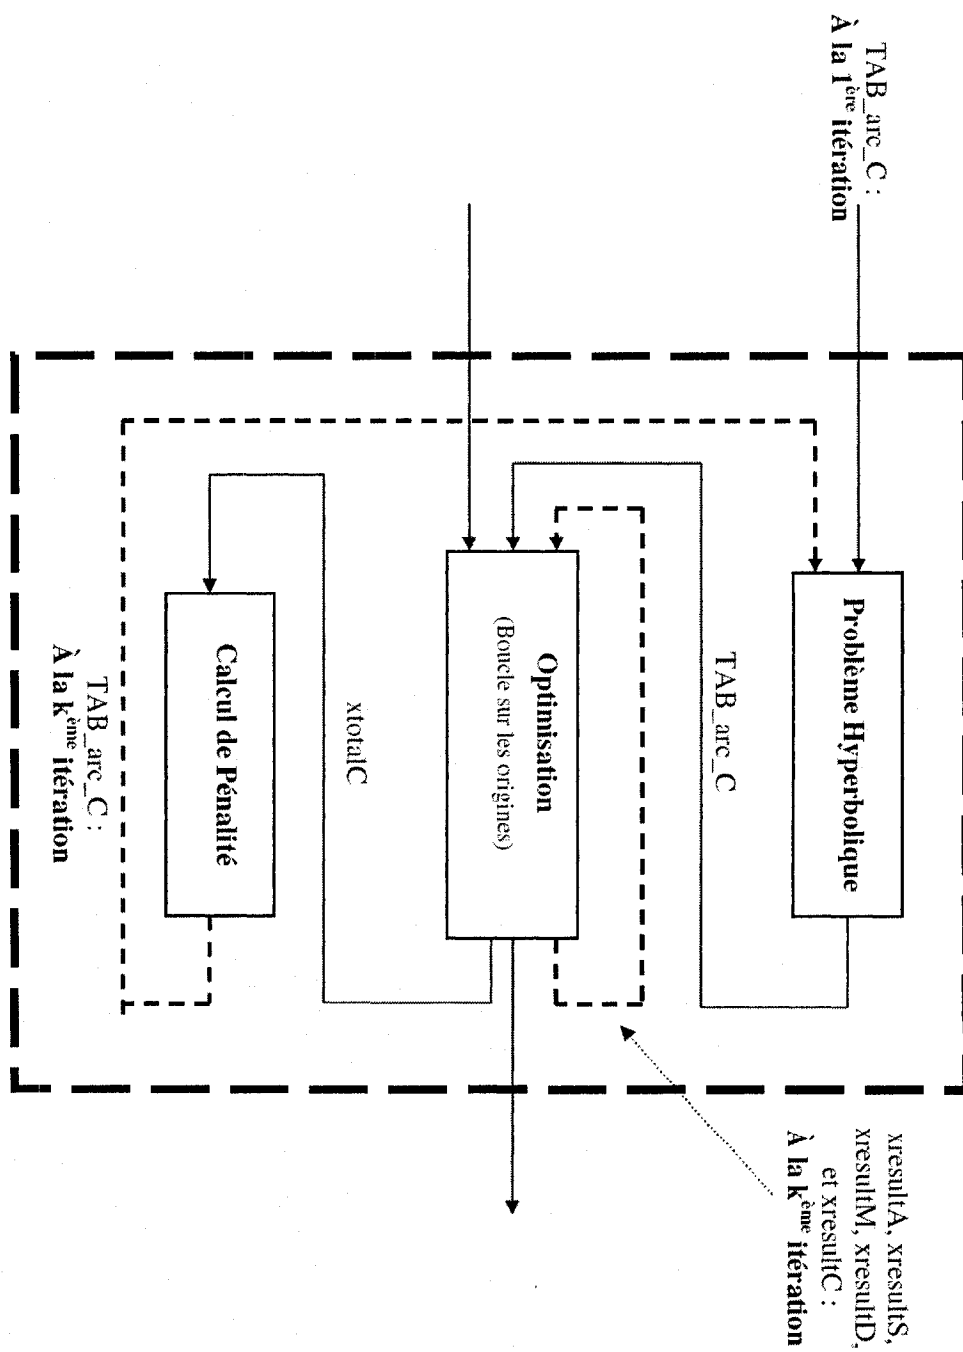 TAB_arc_C :
À la 1ère itération
Problème Hyperbolique
TAB_arc_C
Optimisation
(Boucle sur les origines)
xtotalC
Calcul de Pénalité
TAB_arc_C :
À la kème itération
xresultA, xresultS,
xresultM, xresultD,
et xresultC :
À la kème itération